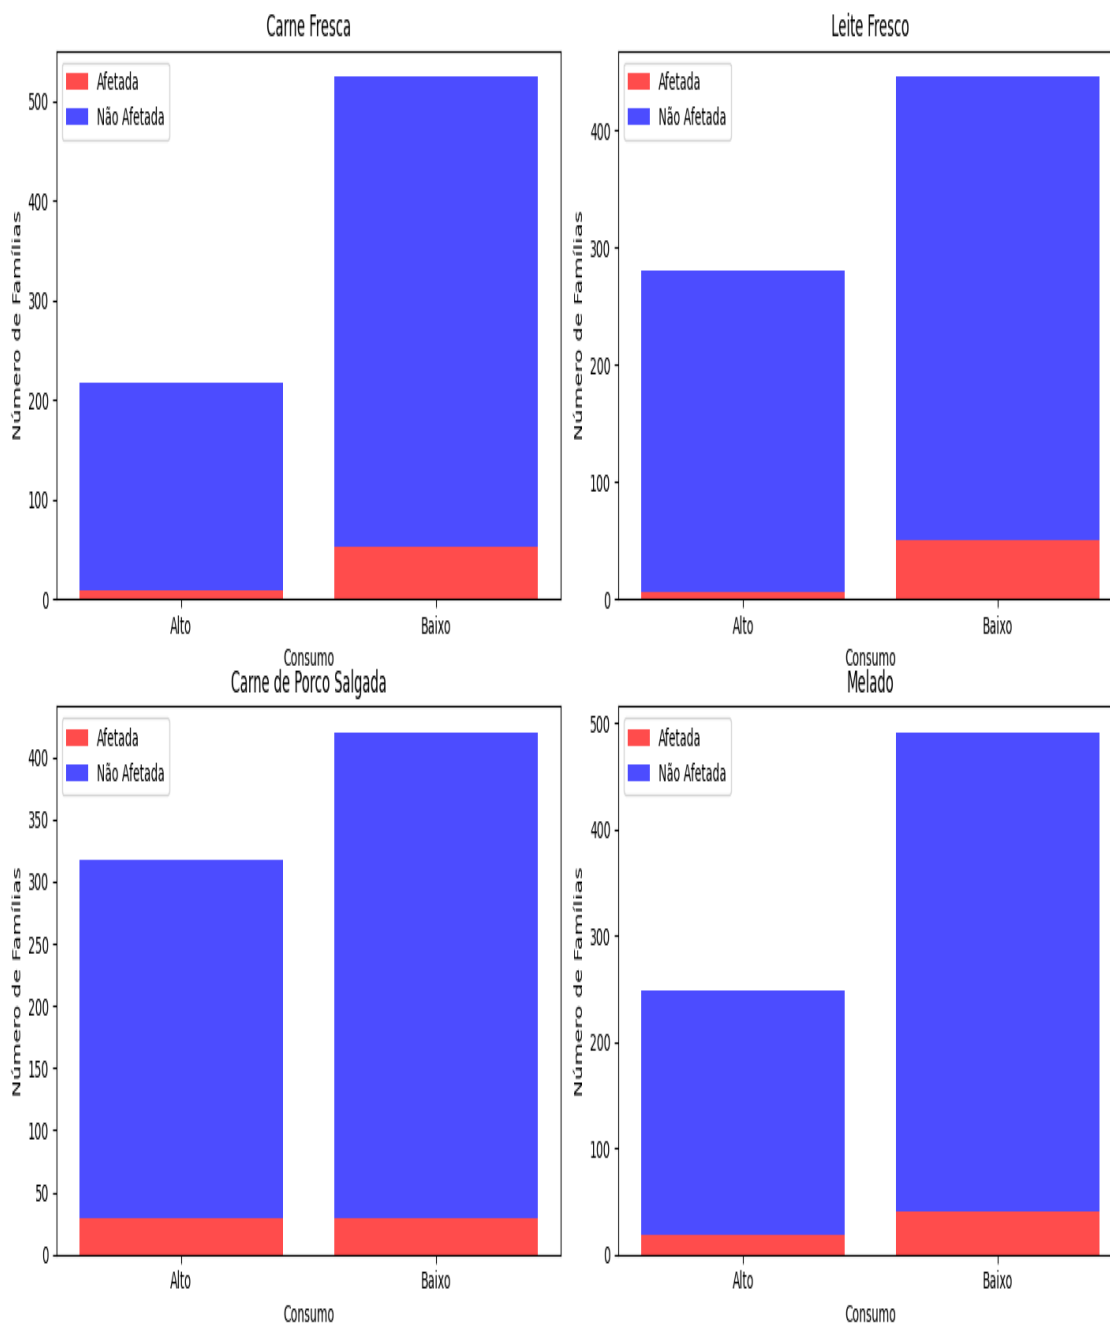 Carne Fresca
Afetada
Não Afetada
500
400
300
200
100
0
Número de Famílias
Alto
Baixo
Consumo
Leite Fresco
Afetada
Não Afetada
400
300
200
100
0
Número de Famílias
Alto
Baixo
Consumo
Carne de Porco Salgada
Afetada
Não Afetada
400
350
300
250
200
150
100
50
0
Número de Famílias
Alto
Baixo
Consumo
Melado
Afetada
Não Afetada
500
400
300
200
100
0
Número de Famílias
Alto
Baixo
Consumo